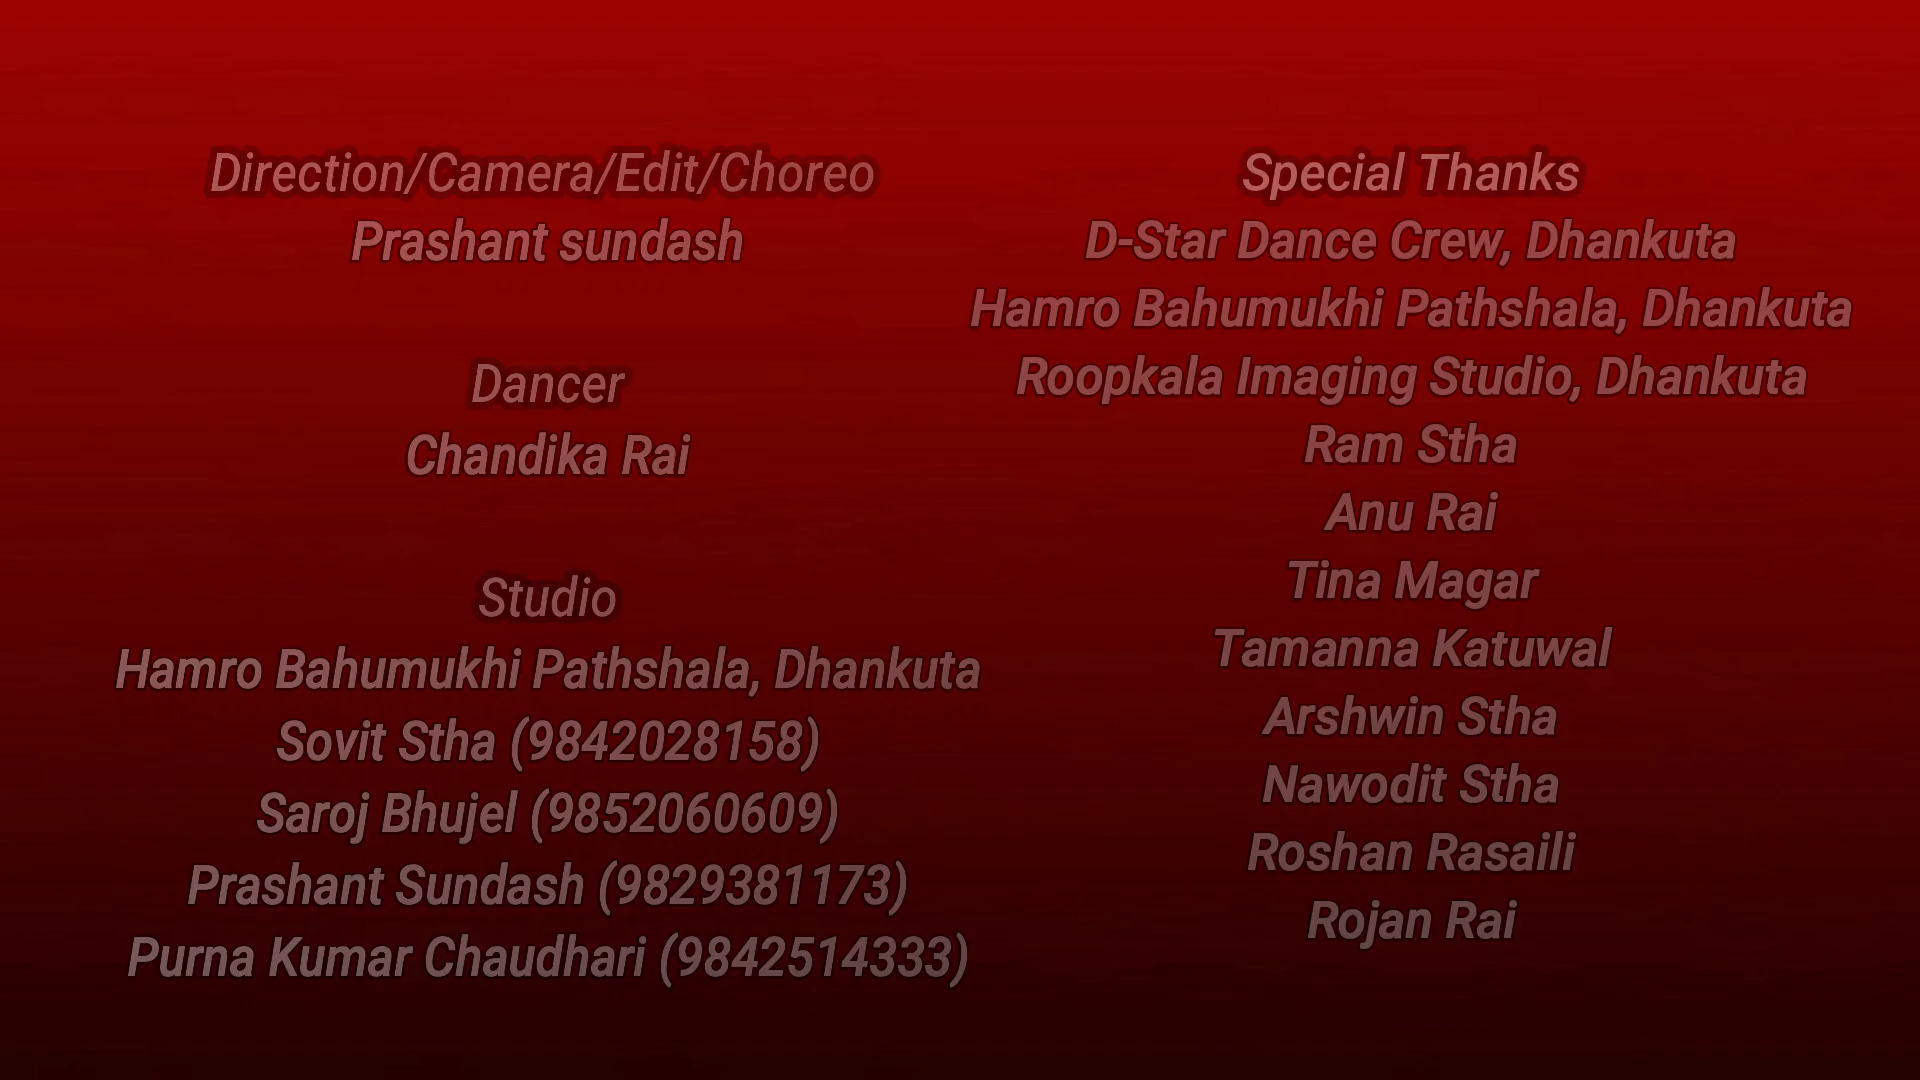 Direction/Camera/Edit/Choreo
Prashant sundash
Dancer
Chandika Rai
Studio
Hamro Bahumukhi Pathshala, Dhankuta
Sovit Stha (9842028158)
Saroj Bhujel (9852060609)
Prashant Sundash (9829381173)
Purna Kumar Chaudhari (9842514333)
Special Thanks
D-Star Dance Crew, Dhankuta
Hamro Bahumukhi Pathshala, Dhankuta
Roopkala Imaging Studio, Dhankuta
Ram Stha
Anu Rai
Tina Magar
Tamanna Katuwal
Arshwin Stha
Nawodit Stha
Roshan Rasaili
Rojan Rai